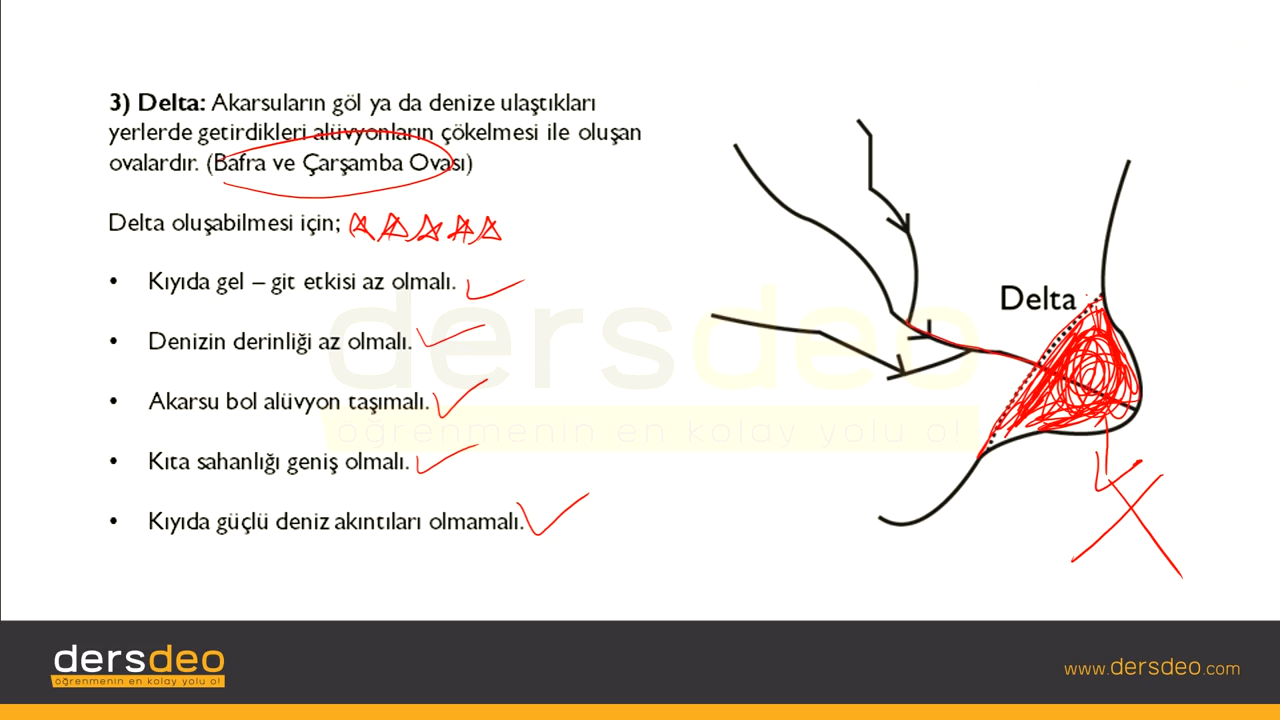 3) Delta: Akarsuların göl ya da denize ulaştıkları
yerlerde getirdikleri alüvyonların çökelmesi ile oluşan
ovalardır. (Bafra ve Çarşamba Ovası)
Delta oluşabilmesi için;
• Kıyıda gel – git etkisi az olmalı.
• Denizin derinliği az olmalı.
• Akarsu bol alüvyon taşımalı.
• Kıta sahanlığı geniş olmalı.
• Kıyıda güçlü deniz akıntıları olmamalı.
Delta
dersdeo
öğrenmenin en kolay yolu o!
dersdeo
öğrenmenin en kolay yolu o!
www.dersdeo.com